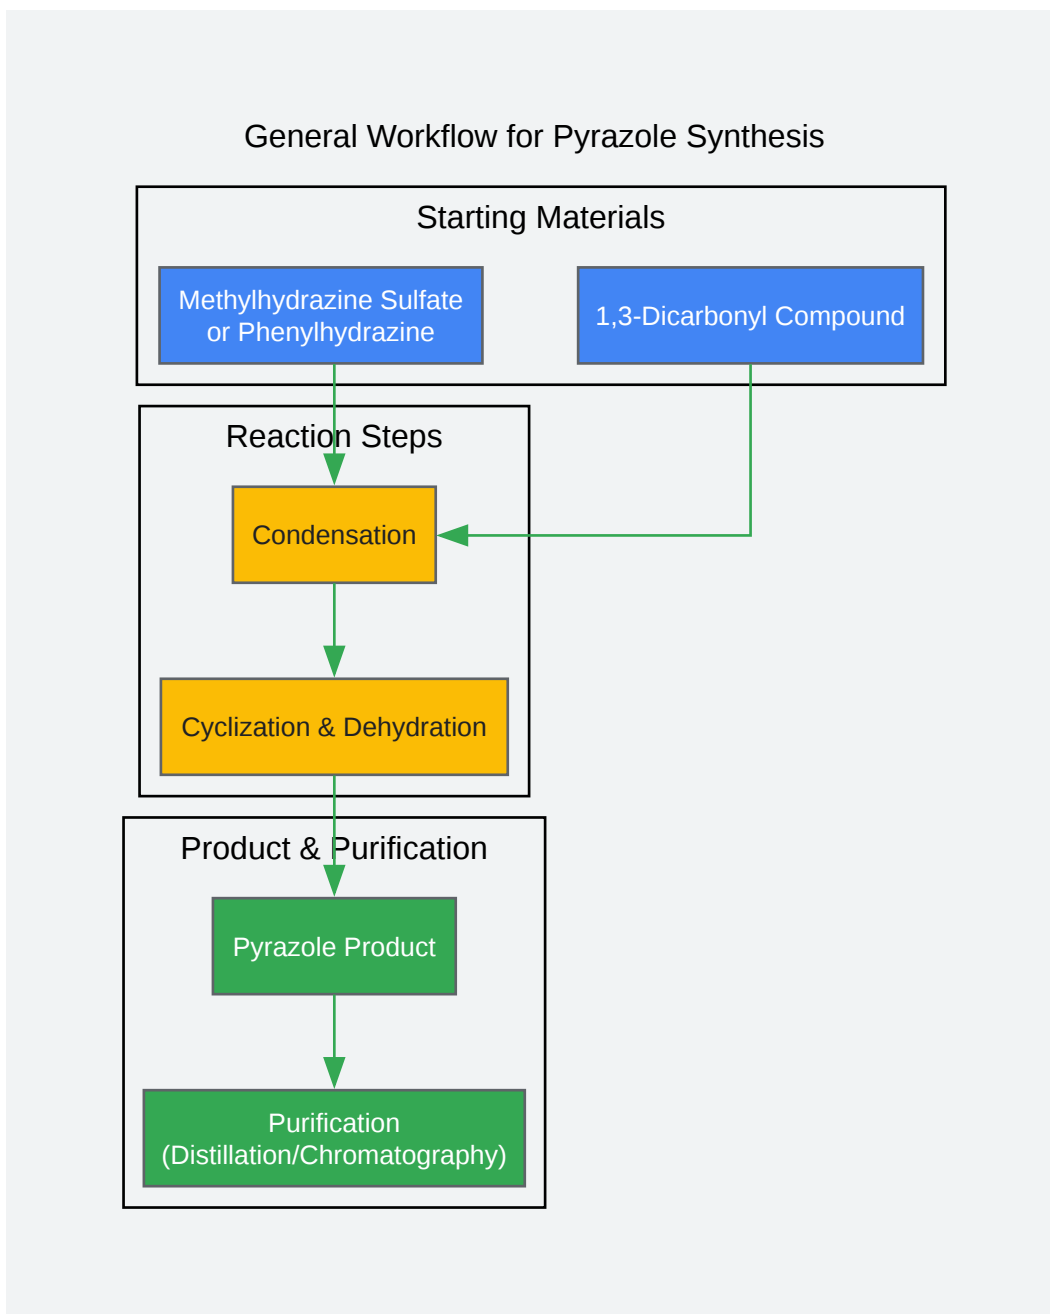 General Workflow for Pyrazole Synthesis
Starting Materials
Methylhydrazine Sulfate
or Phenylhydrazine
1,3-Dicarbonyl Compound
Reaction Steps
Condensation
Cyclization & Dehydration
Product & Purification
Pyrazole Product
Purification
(Distillation/Chromatography)